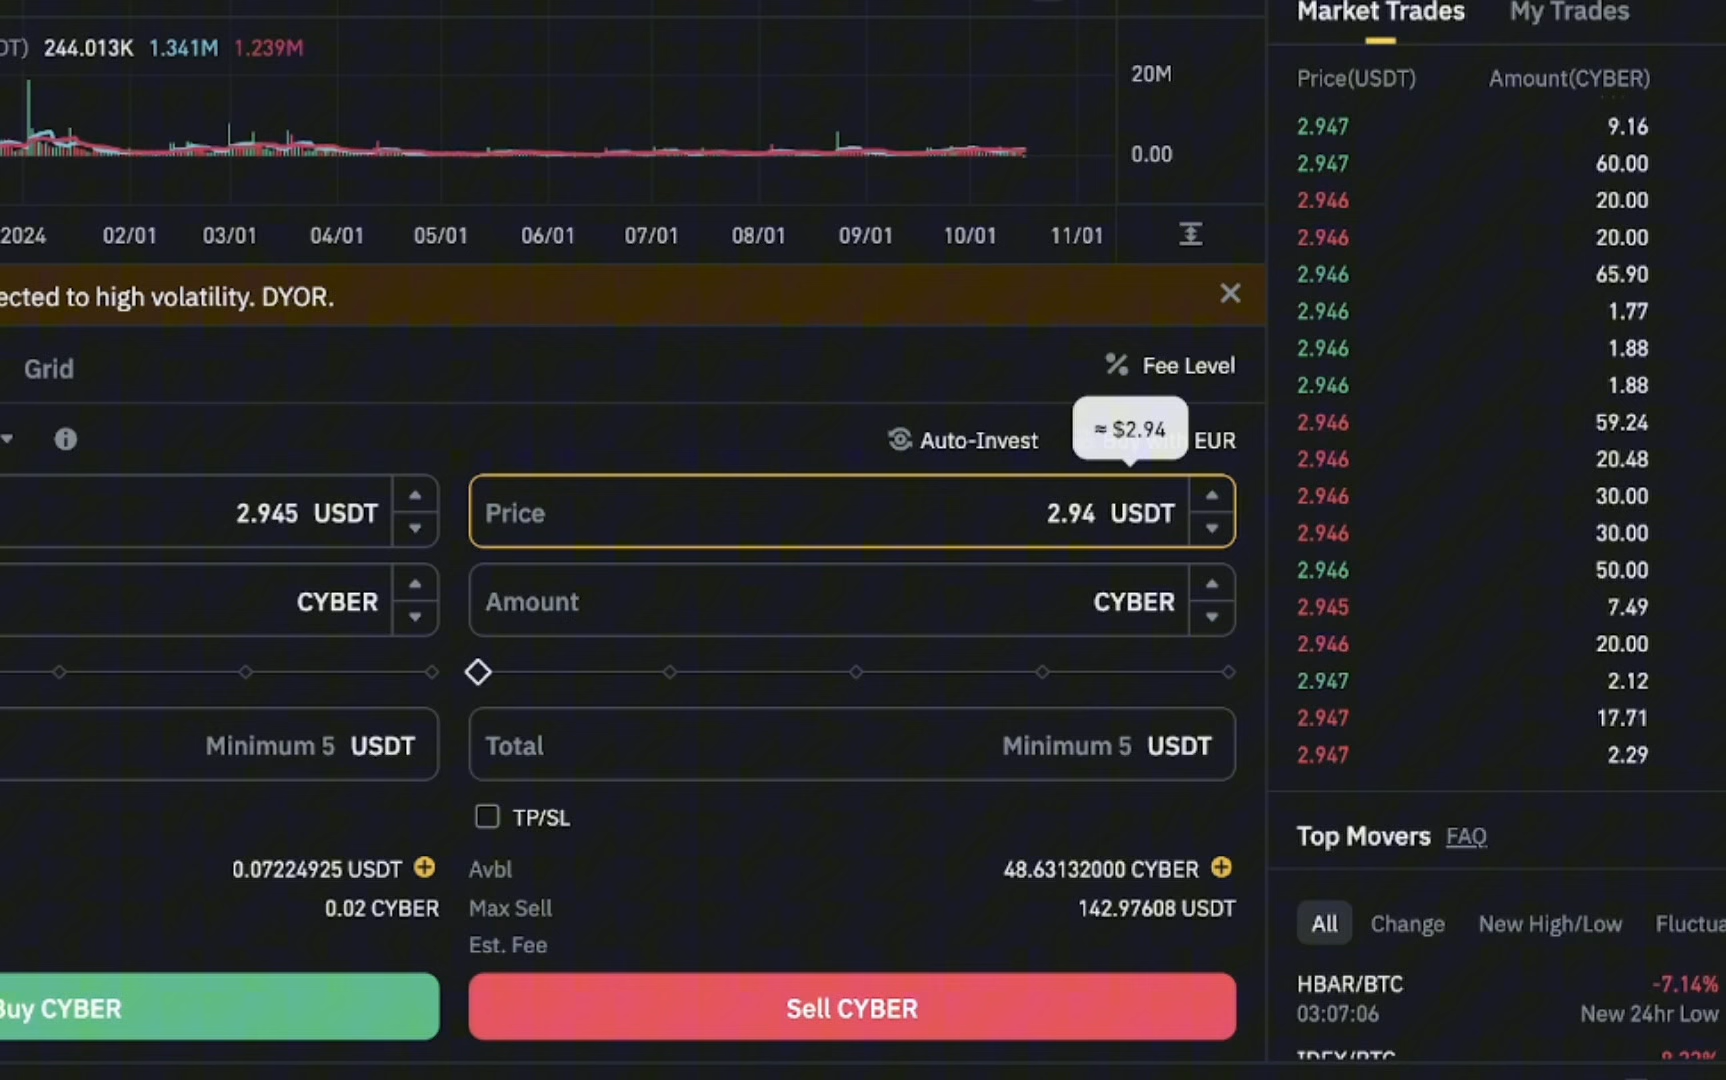 Market Trades My Trades
DT) 244.013K 1.341M 1.239M
20M
0.00
2024 02/01 03/01 04/01 05/01 06/01 07/01 08/01 09/01 10/01 11/01
ected to high volatility. DYOR.
Grid
Fee Level
Auto-Invest
≈ $2.94
EUR
2.945 USDT
Price 2.94 USDT
CYBER
Amount CYBER
Minimum 5 USDT
Total Minimum 5 USDT
TP/SL
0.07224925 USDT
Avbl 48.63132000 CYBER
0.02 CYBER
Max Sell 142.97608 USDT
Est. Fee
Buy CYBER
Sell CYBER
Price(USDT) Amount(CYBER)
2.947 9.16
2.947 60.00
2.946 20.00
2.946 20.00
2.946 65.90
2.946 1.77
2.946 1.88
2.946 1.88
2.946 59.24
2.946 20.48
2.946 30.00
2.946 30.00
2.946 50.00
2.945 7.49
2.946 20.00
2.947 2.12
2.947 17.71
2.947 2.29
Top Movers FAQ
All Change New High/Low Fluctua
HBAR/BTC -7.14%
03:07:06 New 24hr Low